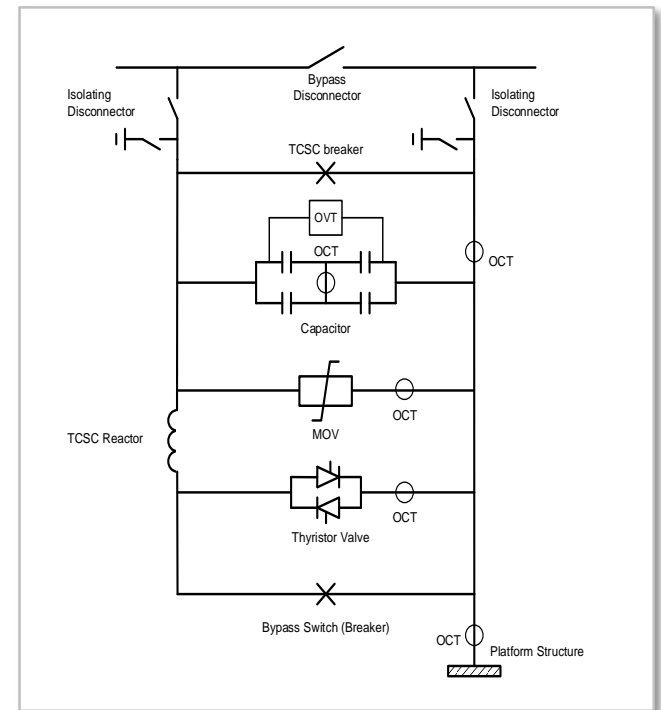 Bypass
Disconnector
Isolating
Disconnector
Isolating
Disconnector
TCSC breaker
OVT
OCT
OCT
Capacitor
OCT
MOV
TCSC Reactor
OCT
Thyristor Valve
Bypass Switch (Breaker)
OCT
Platform Structure